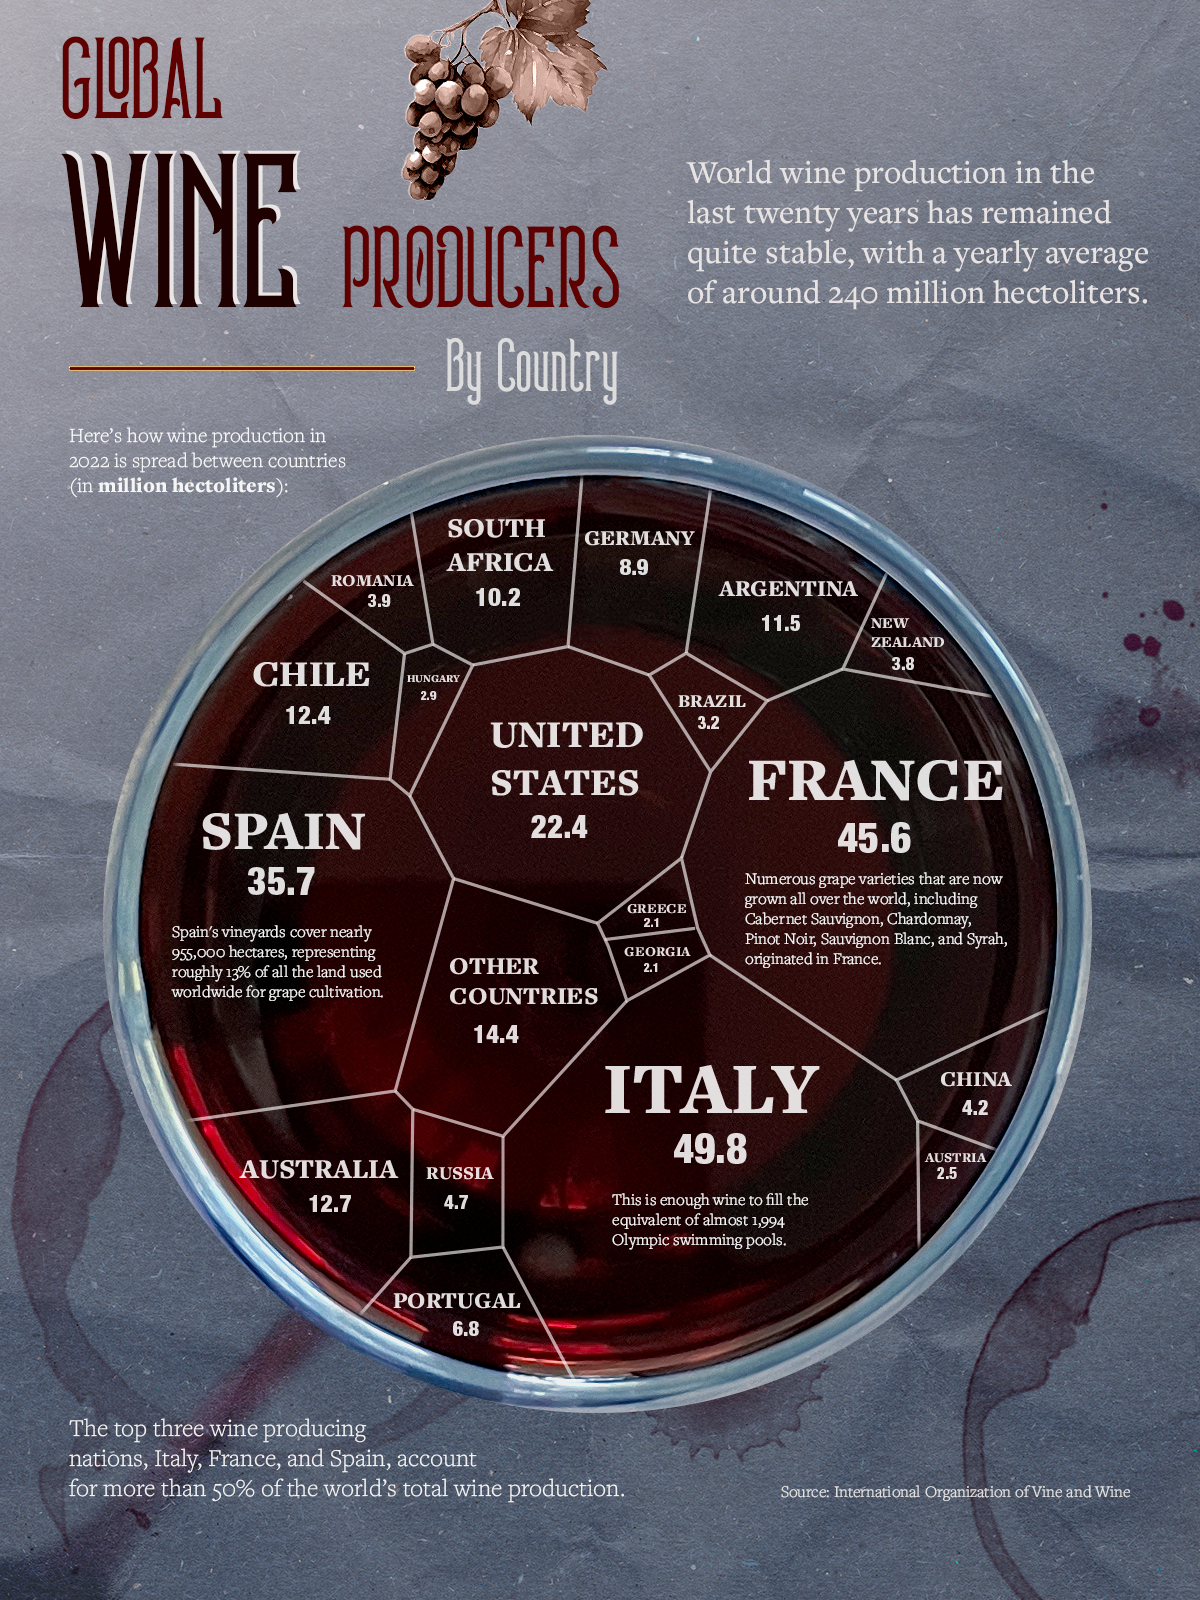 GLOBAL
WINE
PRODUCERS
By Country
World wine production in the
last twenty years has remained
quite stable, with a yearly average
of around 240 million hectoliters.
Here's how wine production in
2022 is spread between countries
(in million hectoliters):
SOUTH
AFRICA
10.2
GERMANY
8.9
ROMANIA
3.9
ARGENTINA
11.5
NEW
ZEALAND
3.8
CHILE
12.4
HUNGARY
2.9
BRAZIL
3.2
UNITED
STATES
22.4
FRANCE
45.6
Numerous grape varieties that are now
grown all over the world, including
Cabernet Sauvignon, Chardonnay,
Pinot Noir, Sauvignon Blanc, and Syrah,
originated in France.
SPAIN
35.7
Spain's vineyards cover nearly
955,000 hectares, representing
roughly 13% of all the land used
worldwide for grape cultivation.
GREECE
2.1
GEORGIA
2.1
OTHER
COUNTRIES
14.4
ITALY
49.8
This is enough wine to fill the
equivalent of almost 1,994
Olympic swimming pools.
CHINA
4.2
AUSTRIA
2.5
AUSTRALIA
12.7
RUSSIA
4.7
PORTUGAL
6.8
The top three wine producing
nations, Italy, France, and Spain, account
for more than 50% of the world's total wine production.
Source: International Organization of Vine and Wine